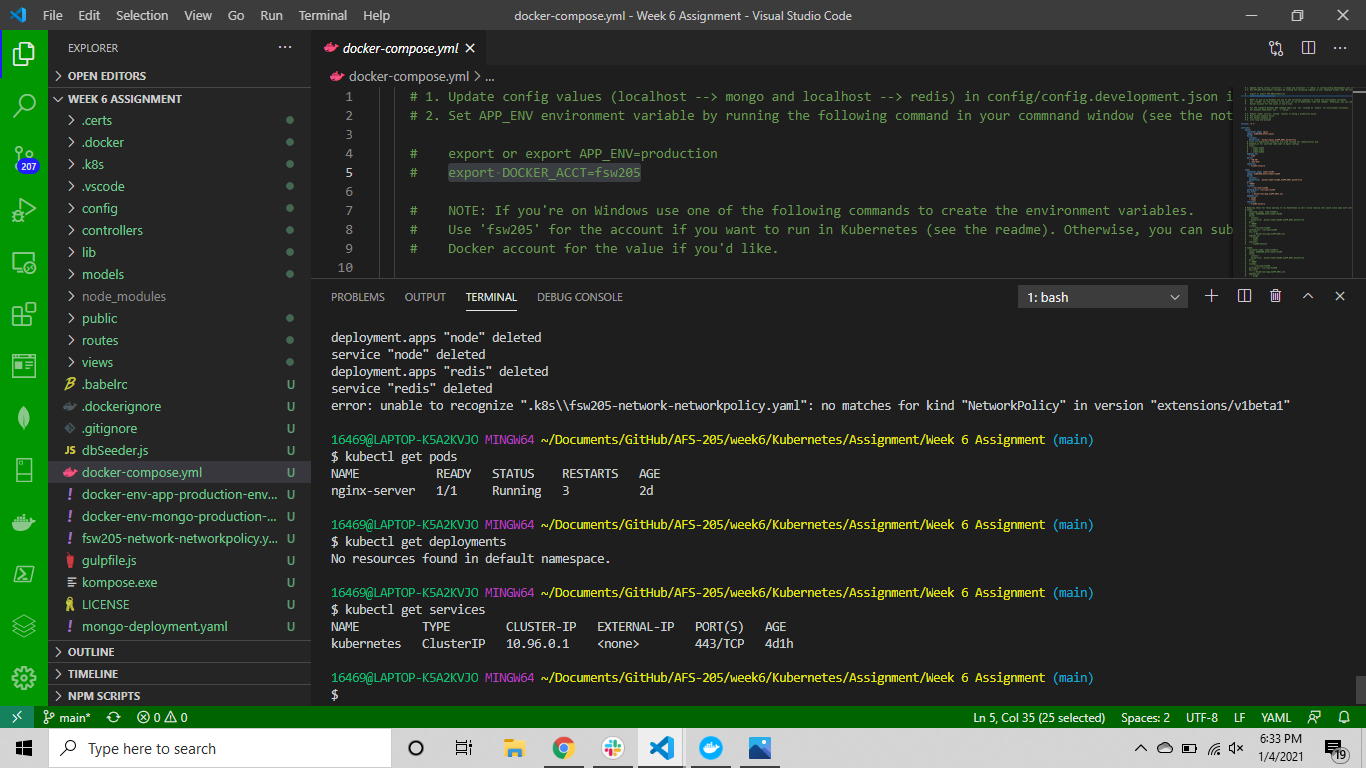 File Edit Selection View Go Run Terminal Help
docker-compose.yml - Week 6 Assignment - Visual Studio Code
EXPLORER
OPEN EDITORS
WEEK 6 ASSIGNMENT
.certs
.docker
.k8s
.vscode
config
controllers
lib
models
node_modules
public
routes
views
.babelrc U
.dockerignore U
.gitignore U
JS dbSeeder.js U
docker-compose.yml U
! docker-env-app-production-env... U
! docker-env-mongo-production-... U
! fsw205-network-networkpolicy.y... U
gulpfile.js U
kompose.exe U
LICENSE U
! mongo-deployment.yaml U
OUTLINE
TIMELINE
NPM SCRIPTS
207
docker-compose.yml
docker-compose.yml > ...
1 # 1. Update config values (localhost --> mongo and localhost --> redis) in config/config.development.json i
2 # 2. Set APP_ENV environment variable by running the following command in your commnand window (see the not
3
4 # export or export APP_ENV=production
5 # export·DOCKER_ACCT=fsw205
6
7 # NOTE: If you're on Windows use one of the following commands to create the environment variables.
8 # Use 'fsw205' for the account if you want to run in Kubernetes (see the readme). Otherwise, you can sub
9 # Docker account for the value if you'd like.
10
PROBLEMS OUTPUT TERMINAL DEBUG CONSOLE
1: bash
deployment.apps "node" deleted
service "node" deleted
deployment.apps "redis" deleted
service "redis" deleted
error: unable to recognize ".k8s\\fsw205-network-networkpolicy.yaml": no matches for kind "NetworkPolicy" in version "extensions/v1beta1"
16469@LAPTOP-K5A2KVJO MINGW64 ~/Documents/GitHub/AFS-205/week6/Kubernetes/Assignment/Week 6 Assignment (main)
$ kubectl get pods
NAME READY STATUS RESTARTS AGE
nginx-server 1/1 Running 3 2d
16469@LAPTOP-K5A2KVJO MINGW64 ~/Documents/GitHub/AFS-205/week6/Kubernetes/Assignment/Week 6 Assignment (main)
$ kubectl get deployments
No resources found in default namespace.
16469@LAPTOP-K5A2KVJO MINGW64 ~/Documents/GitHub/AFS-205/week6/Kubernetes/Assignment/Week 6 Assignment (main)
$ kubectl get services
NAME TYPE CLUSTER-IP EXTERNAL-IP PORT(S) AGE
kubernetes ClusterIP 10.96.0.1 <none> 443/TCP 4d1h
16469@LAPTOP-K5A2KVJO MINGW64 ~/Documents/GitHub/AFS-205/week6/Kubernetes/Assignment/Week 6 Assignment (main)
$
main* 0 0 Ln 5, Col 35 (25 selected) Spaces: 2 UTF-8 LF YAML
Type here to search
6:33 PM
1/4/2021
19